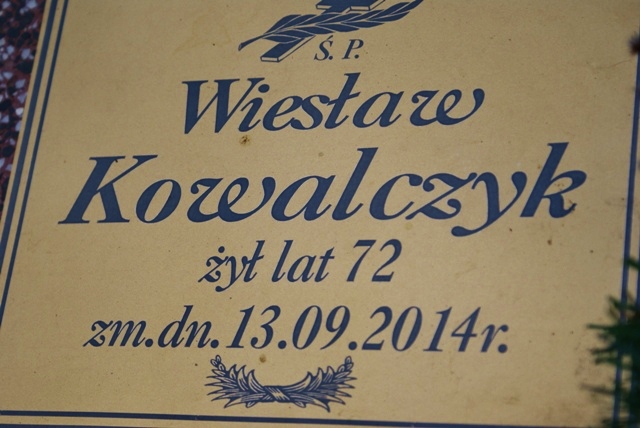 Ś. P.
Wiesław
Kowalczyk
żył lat 72
zm.dn.13.09.2014r.